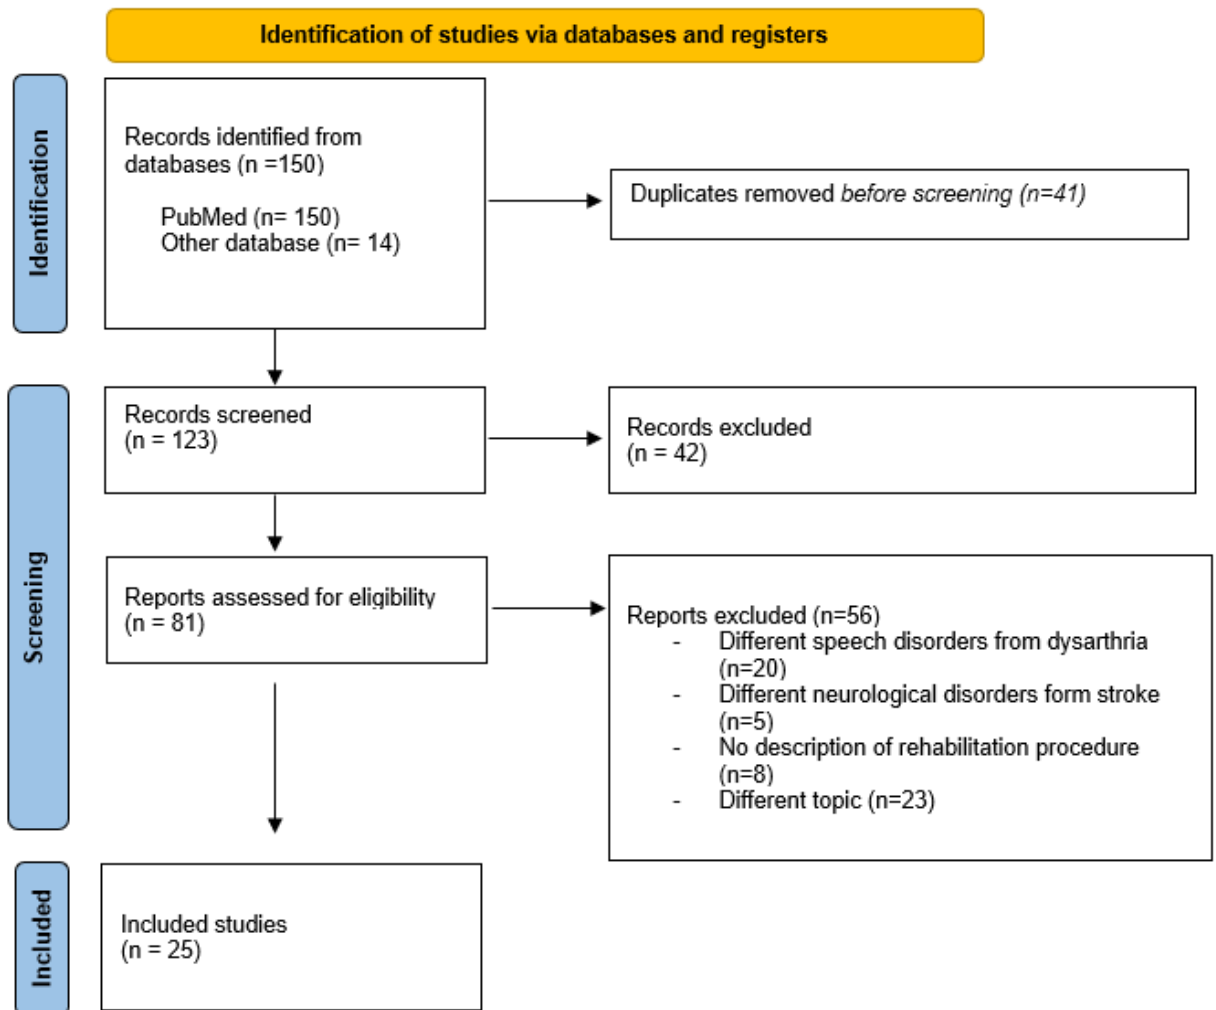 Identification of studies via databases and registers
Identification
Records identified from
databases (n =150)
PubMed (n= 150)
Other database (n= 14)
Duplicates removed before screening (n=41)
Screening
Records screened
(n = 123)
Records excluded
(n = 42)
Reports assessed for eligibility
(n = 81)
Reports excluded (n=56)
- Different speech disorders from dysarthria
(n=20)
- Different neurological disorders form stroke
(n=5)
- No description of rehabilitation procedure
(n=8)
- Different topic (n=23)
Included
Included studies
(n = 25)